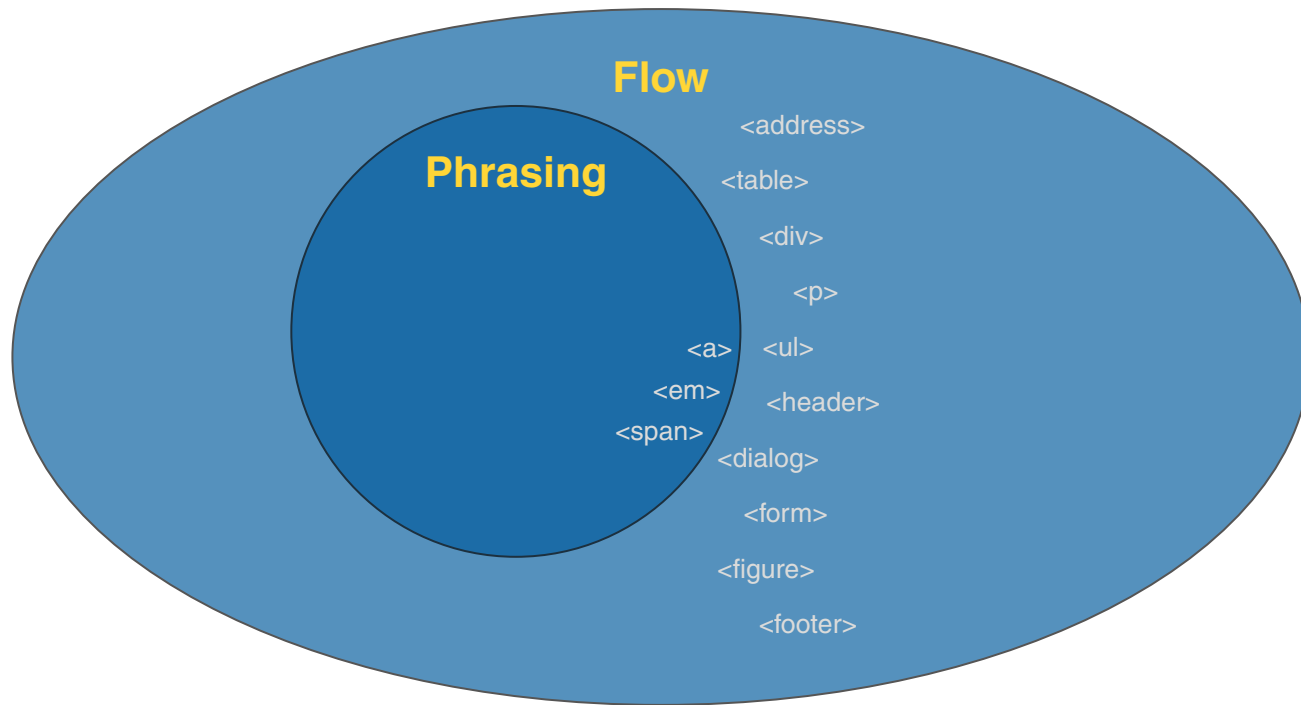 Flow
<address>
Phrasing
<table>
<div>
<p>
<a> <ul>
<em>
<header>
<span>
<dialog>
<form>
<figure>
<footer>